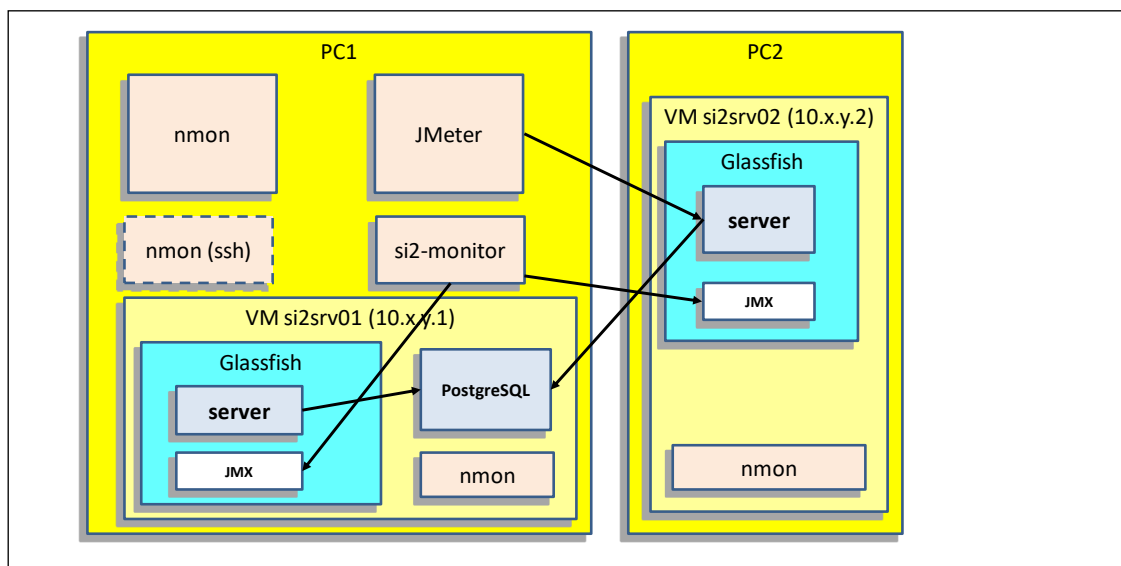 PC1
nmon
JMeter
nmon (ssh)
si2-monitor
VM si2srv01 (10.x.y.1)
Glassfish
server
JMX
PostgreSQL
nmon
PC2
VM si2srv02 (10.x.y.2)
Glassfish
server
JMX
nmon